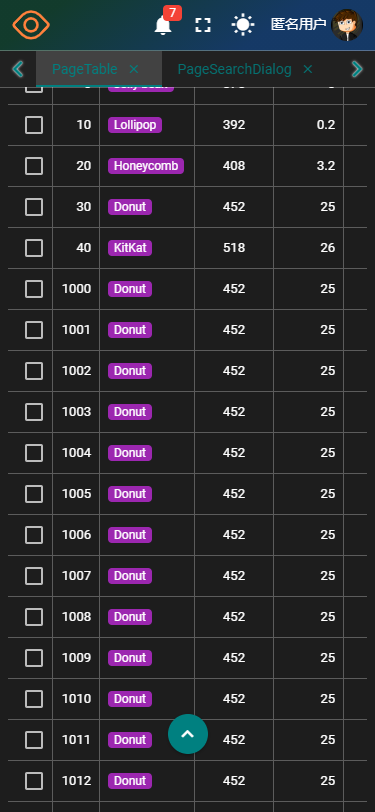 7
匿名用户
PageTable
PageSearchDialog
10 Lollipop 392 0.2
20 Honeycomb 408 3.2
30 Donut 452 25
40 KitKat 518 26
1000 Donut 452 25
1001 Donut 452 25
1002 Donut 452 25
1003 Donut 452 25
1004 Donut 452 25
1005 Donut 452 25
1006 Donut 452 25
1007 Donut 452 25
1008 Donut 452 25
1009 Donut 452 25
1010 Donut 452 25
1011 Donut 452 25
1012 Donut 452 25